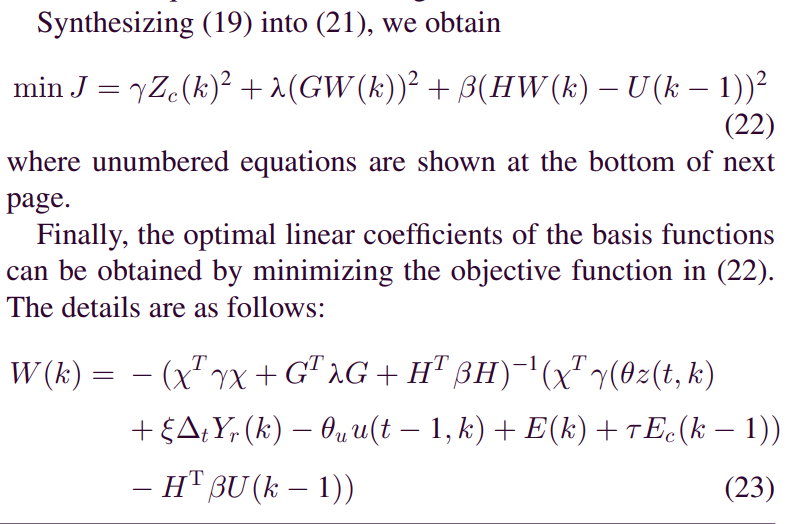 Synthesizing (19) into (21), we obtain
min J = γZ_c(k)² + λ(GW(k))² + β(HW(k) − U(k − 1))²
(22)
where unumbered equations are shown at the bottom of next
page.
Finally, the optimal linear coefficients of the basis functions
can be obtained by minimizing the objective function in (22).
The details are as follows:
W(k) = − (χ^T γχ + G^T λG + H^T βH)^{−1}(χ^T γ(θz(t, k)
+ ξΔ_t Y_r(k) − θ_u u(t − 1, k) + E(k) + τE_c(k − 1))
− H^T βU(k − 1)) (23)